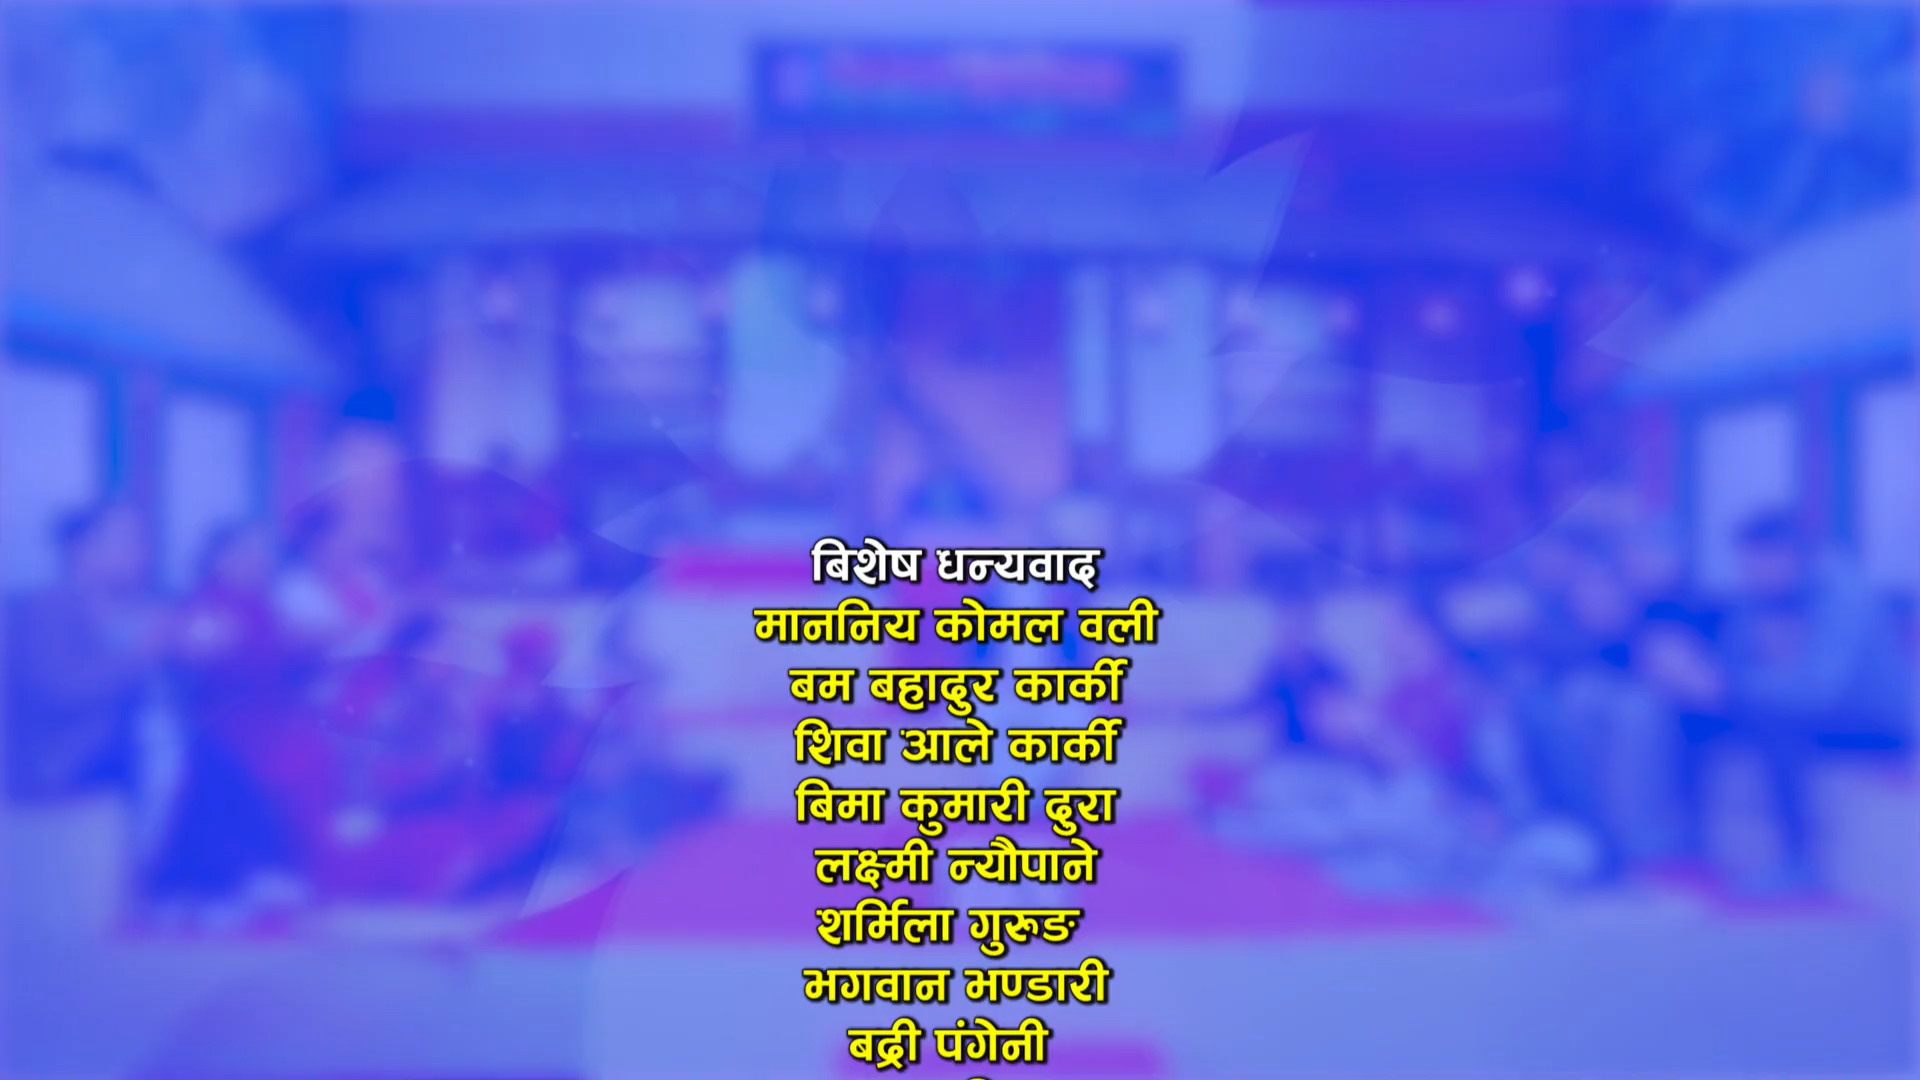 बिशेष धन्यवाद
माननिय कोमल वली
बम बहादुर कार्की
शिवा आले कार्की
बिमा कुमारी दुरा
लक्ष्मी न्यौपाने
शर्मिला गुरूङ
भगवान भण्डारी
बद्री पंगेनी